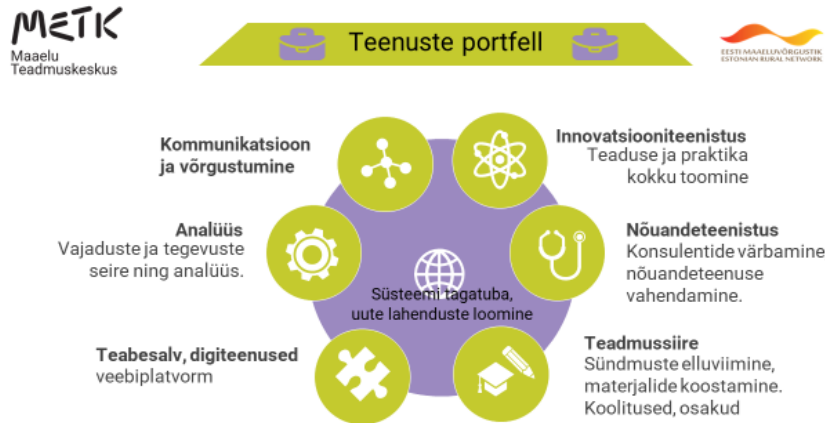 METK
Maaelu
Teadmuskeskus
Teenuste portfell
EESTI MAAELUVÕRGUSTIK
ESTONIAN RURAL NETWORK
Kommunikatsioon
ja võrgustumine
Innovatsiooniteenistus
Teaduse ja praktika
kokku toomine
Analüüs
Vajaduste ja tegevuste
seire ning analüüs.
Nõuandeteenistus
Konsulentide värbamine
nõuandeteenuse
vahendamine.
Süsteemi tagatuba,
uute lahenduste loomine
Teabesalv, digiteenused
veebiplatvorm
Teadmussiire
Sündmuste elluviimine,
materjalide koostamine.
Koolitused, osakud